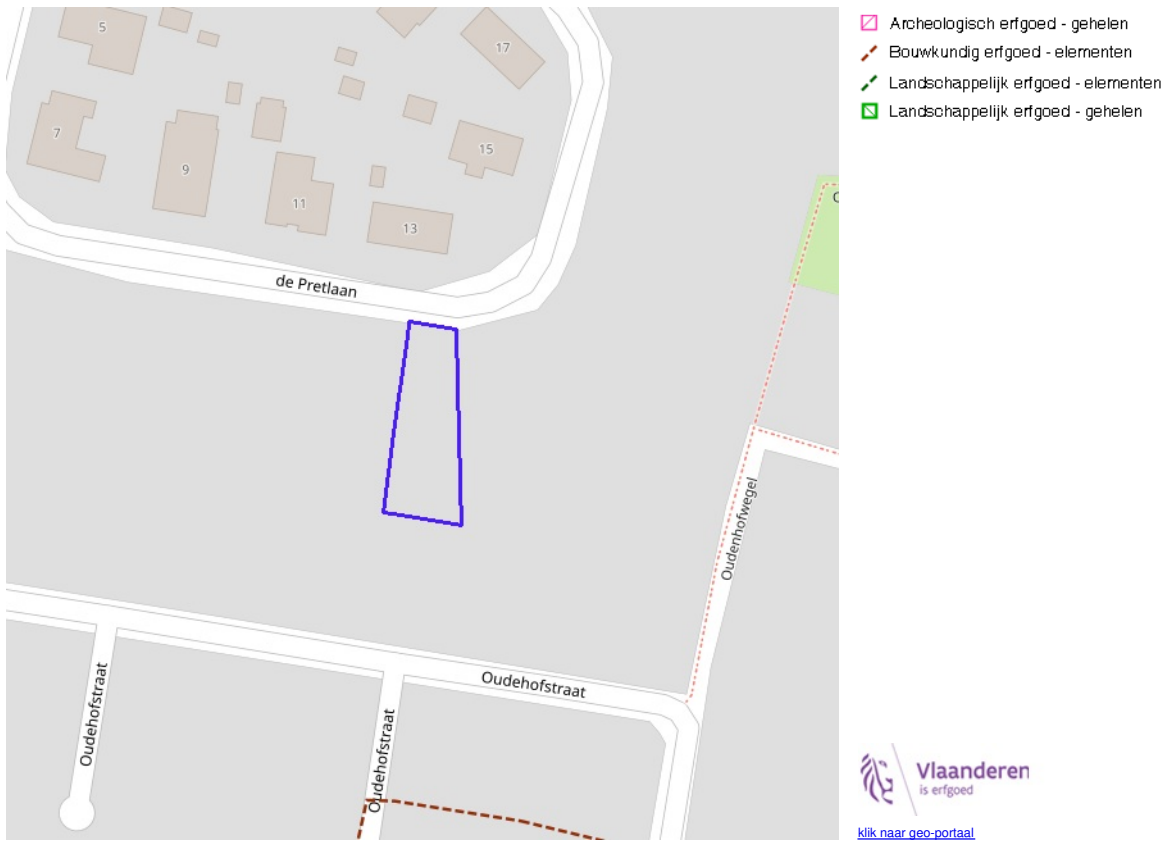 5
17
7
9
11
15
13
de Pretlaan
Oudenhofwegel
Oudehofstraat
Oudehofstraat
Oudehofstraat
Archeologisch erfgoed - gehelen
Bouwkundig erfgoed - elementen
Landschappelijk erfgoed - elementen
Landschappelijk erfgoed - gehelen
Vlaanderen
is erfgoed
klik naar geo-portaal